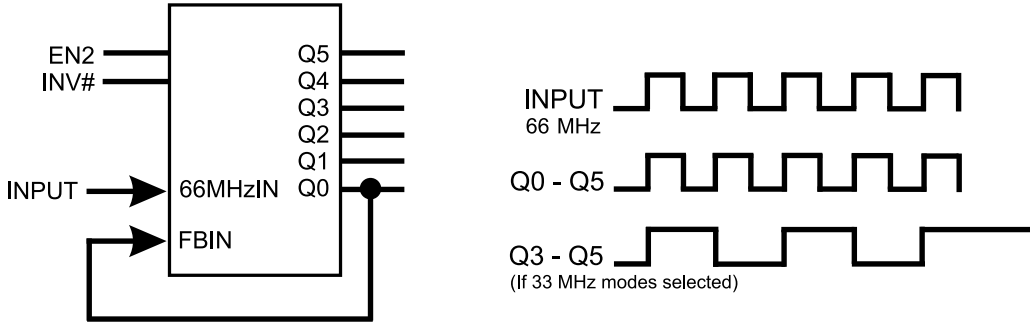 EN2
INV#
INPUT
Q5
Q4
Q3
Q2
Q1
Q0
66MHzIN
FBIN
INPUT
66 MHz
Q0 - Q5
Q3 - Q5
(If 33 MHz modes selected)